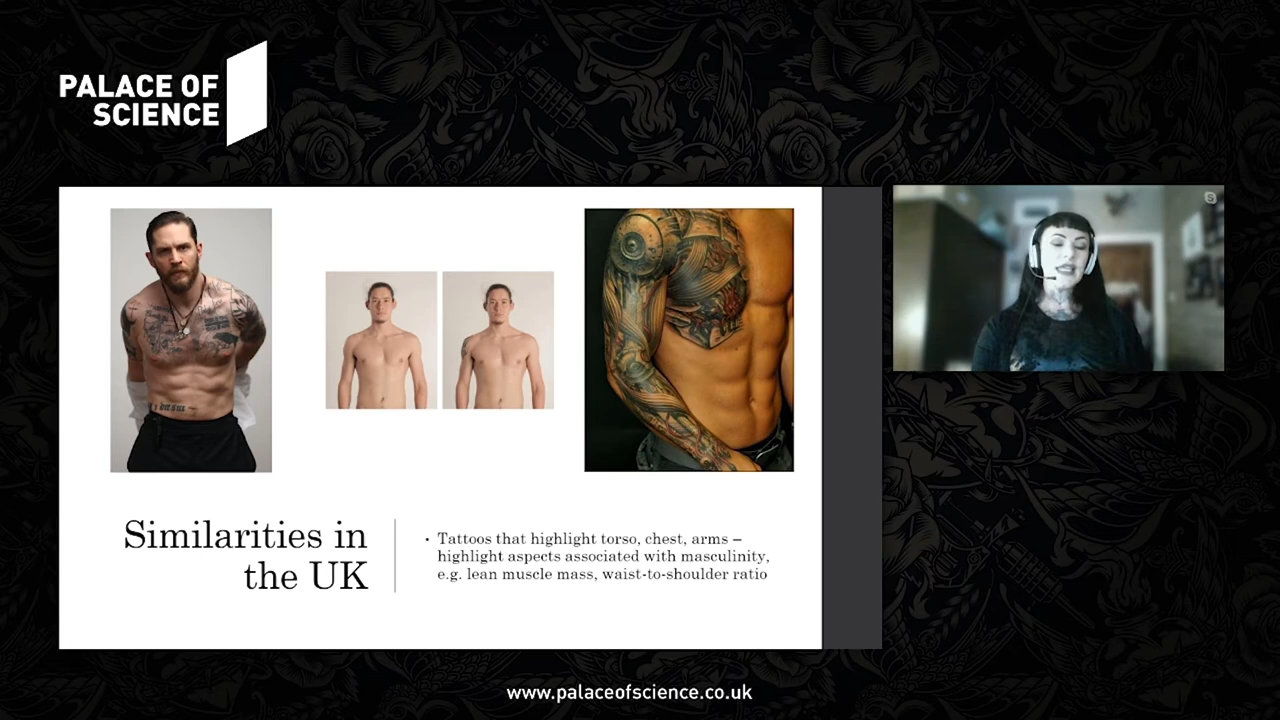 PALACE OF
SCIENCE
Similarities in
the UK
• Tattoos that highlight torso, chest, arms –
highlight aspects associated with masculinity,
e.g. lean muscle mass, waist-to-shoulder ratio
www.palaceofscience.co.uk